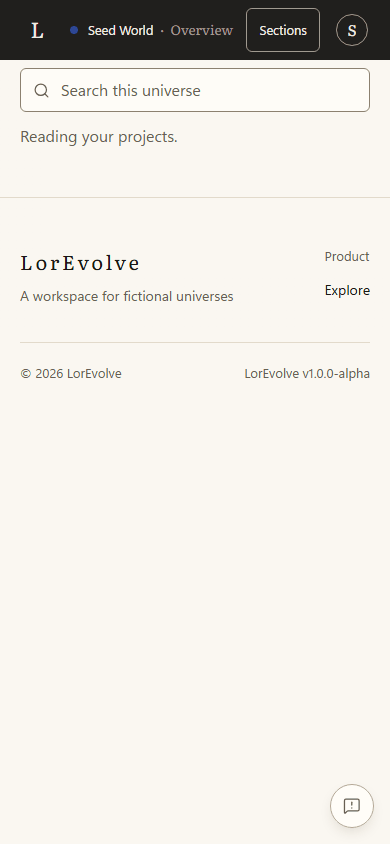 L Seed World · Overview Sections S
Search this universe
Reading your projects.
LorEvolve
A workspace for fictional universes
Product
Explore
© 2026 LorEvolve
LorEvolve v1.0.0-alpha